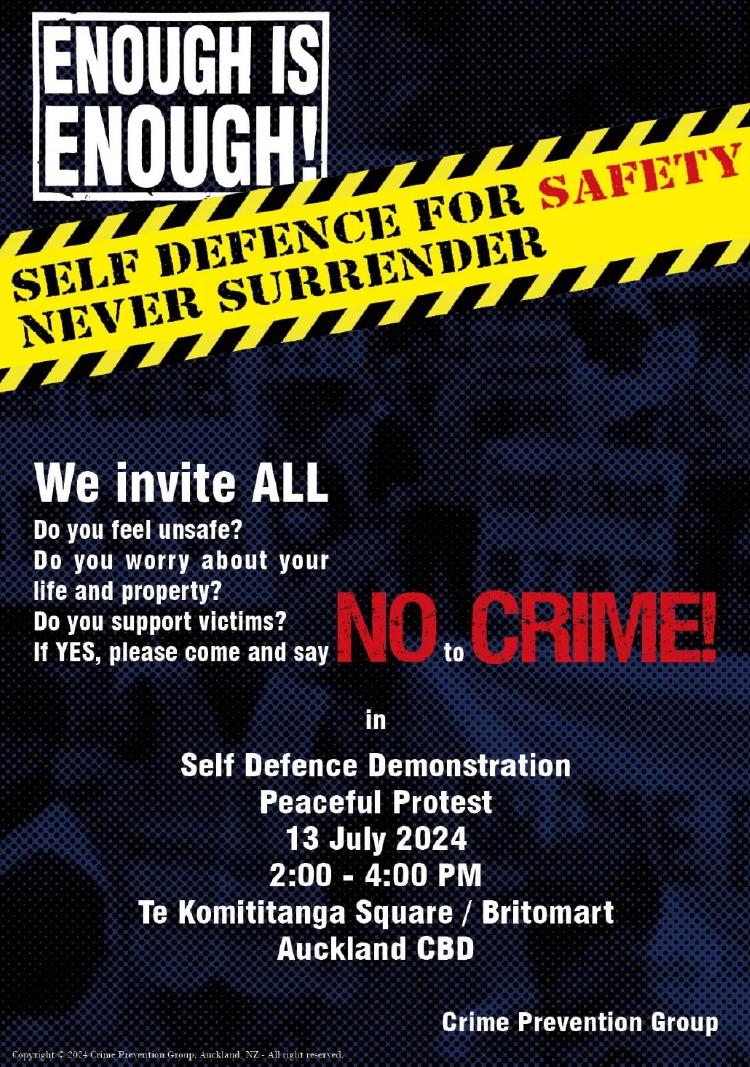 ENOUGH IS
ENOUGH!
SELF DEFENCE FOR SAFETY
NEVER SURRENDER
We invite ALL
Do you feel unsafe?
Do you worry about your
life and property?
Do you support victims?
If YES, please come and say NO to CRIME!
in
Self Defence Demonstration
Peaceful Protest
13 July 2024
2:00 - 4:00 PM
Te Komititanga Square / Britomart
Auckland CBD
Crime Prevention Group
Copyright © 2024 Crime Prevention Group. Auckland, NZ - All right reserved.